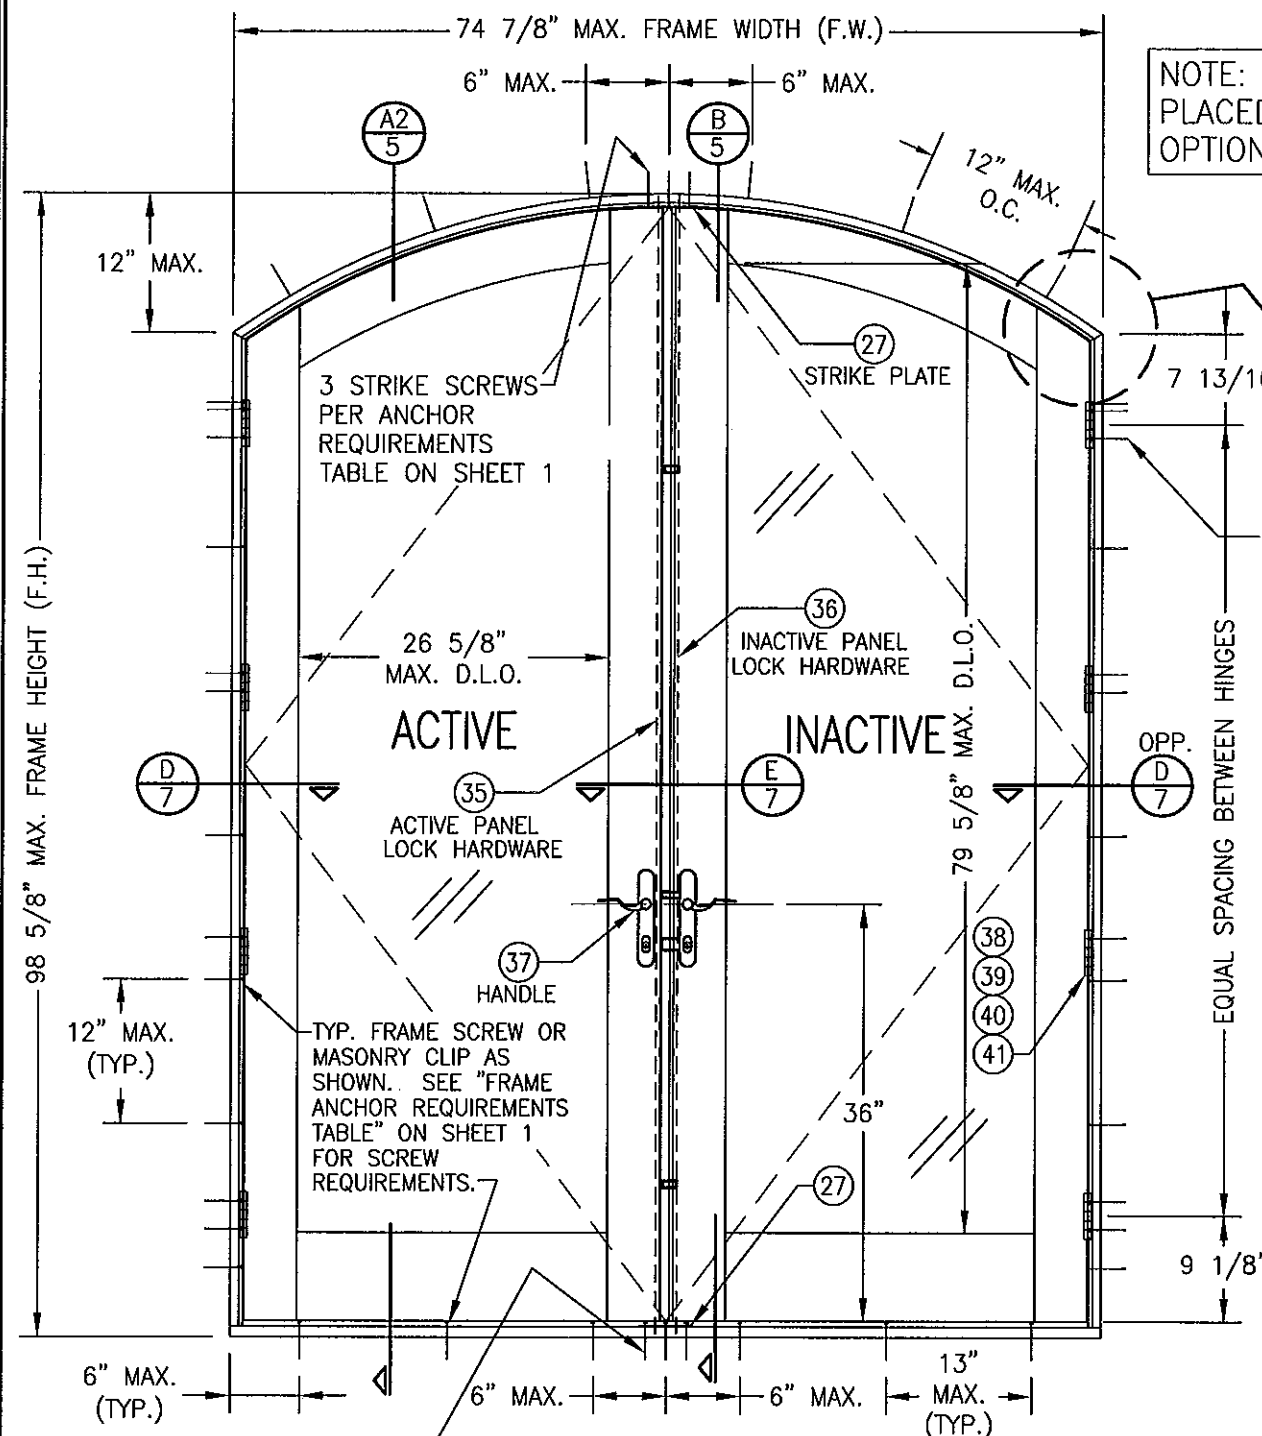 74 7/8" MAX. FRAME WIDTH (F.W.)
6" MAX.
6" MAX.
NOTE:
PLACED
OPTION
A2
5
B
5
12" MAX.
O.C.
12" MAX.
27
STRIKE PLATE
7 13/16
3 STRIKE SCREWS
PER ANCHOR
REQUIREMENTS
TABLE ON SHEET 1
98 5/8" MAX. FRAME HEIGHT (F.H.)
36
INACTIVE PANEL
LOCK HARDWARE
26 5/8"
MAX. D.L.O.
79 5/8" MAX. D.L.O.
EQUAL SPACING BETWEEN HINGES
ACTIVE
INACTIVE
D
7
E
7
OPP.
D
7
35
ACTIVE PANEL
LOCK HARDWARE
37
HANDLE
38
39
40
41
12" MAX.
(TYP.)
TYP. FRAME SCREW OR
MASONRY CLIP AS
SHOWN. SEE "FRAME
ANCHOR REQUIREMENTS
TABLE" ON SHEET 1
FOR SCREW
REQUIREMENTS.
36"
27
9 1/8"
6" MAX.
(TYP.)
6" MAX.
6" MAX.
13"
MAX.
(TYP.)